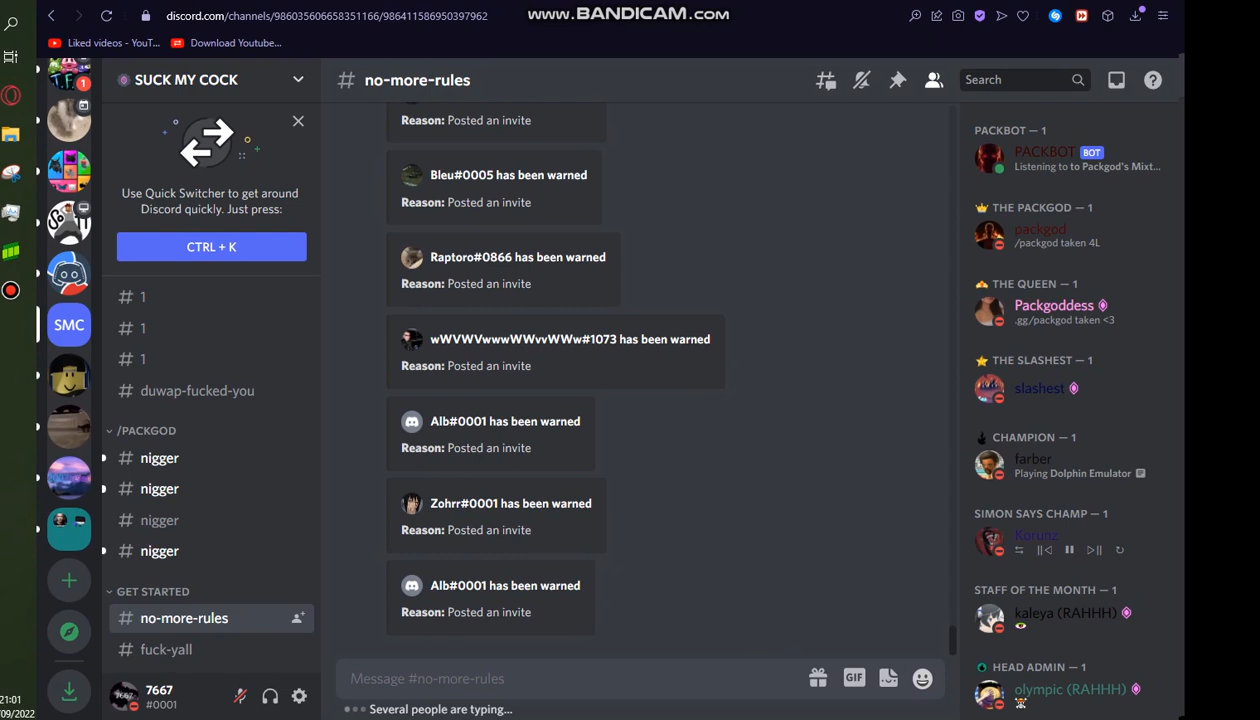 www.BANDICAM.com
discord.com/channels/986035606658351166/986411586950397962
Liked videos - YouT...
Download Youtube...
1
SUCK MY COCK
Use Quick Switcher to get around
Discord quickly. Just press:
CTRL + K
SMC
# 1
# 1
# 1
# duwap-fucked-you
/PACKGOD
# nigger
# nigger
# nigger
# nigger
GET STARTED
# no-more-rules
# fuck-yall
7667
7667
#0001
21:01
/09/2022
# no-more-rules
Search
Reason: Posted an invite
Bleu#0005 has been warned
Reason: Posted an invite
Raptoro#0866 has been warned
Reason: Posted an invite
wWVWVwwwWWvvWWw#1073 has been warned
Reason: Posted an invite
Alb#0001 has been warned
Reason: Posted an invite
Zohrr#0001 has been warned
Reason: Posted an invite
Alb#0001 has been warned
Reason: Posted an invite
Message #no-more-rules
GIF
Several people are typing...
PACKBOT — 1
PACKBOT BOT
Listening to to Packgod's Mixt...
THE PACKGOD — 1
packgod
/packgod taken 4L
THE QUEEN — 1
Packgoddess
.gg/packgod taken <3
THE SLASHEST — 1
slashest
CHAMPION — 1
farber
Playing Dolphin Emulator
SIMON SAYS CHAMP — 1
Korunz
STAFF OF THE MONTH — 1
kaleya (RAHHH)
HEAD ADMIN — 1
olympic (RAHHH)